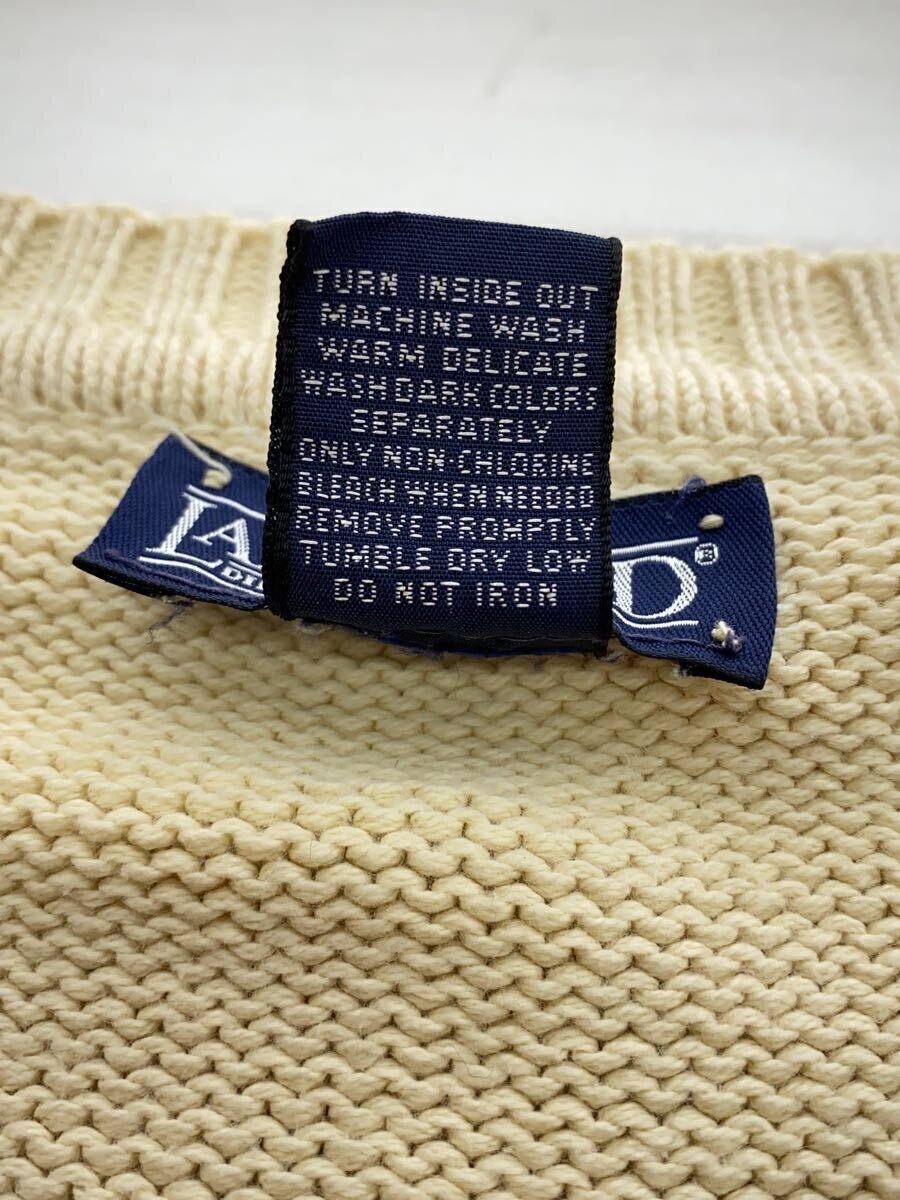 TURN INSIDE OUT
MACHINE WASH
WARM DELICATE
WASH DARK COLORS
SEPARATELY
ONLY NON-CHLORINE
BLEACH WHEN NEEDED
REMOVE PROMPTLY
TUMBLE DRY LOW
DO NOT IRON